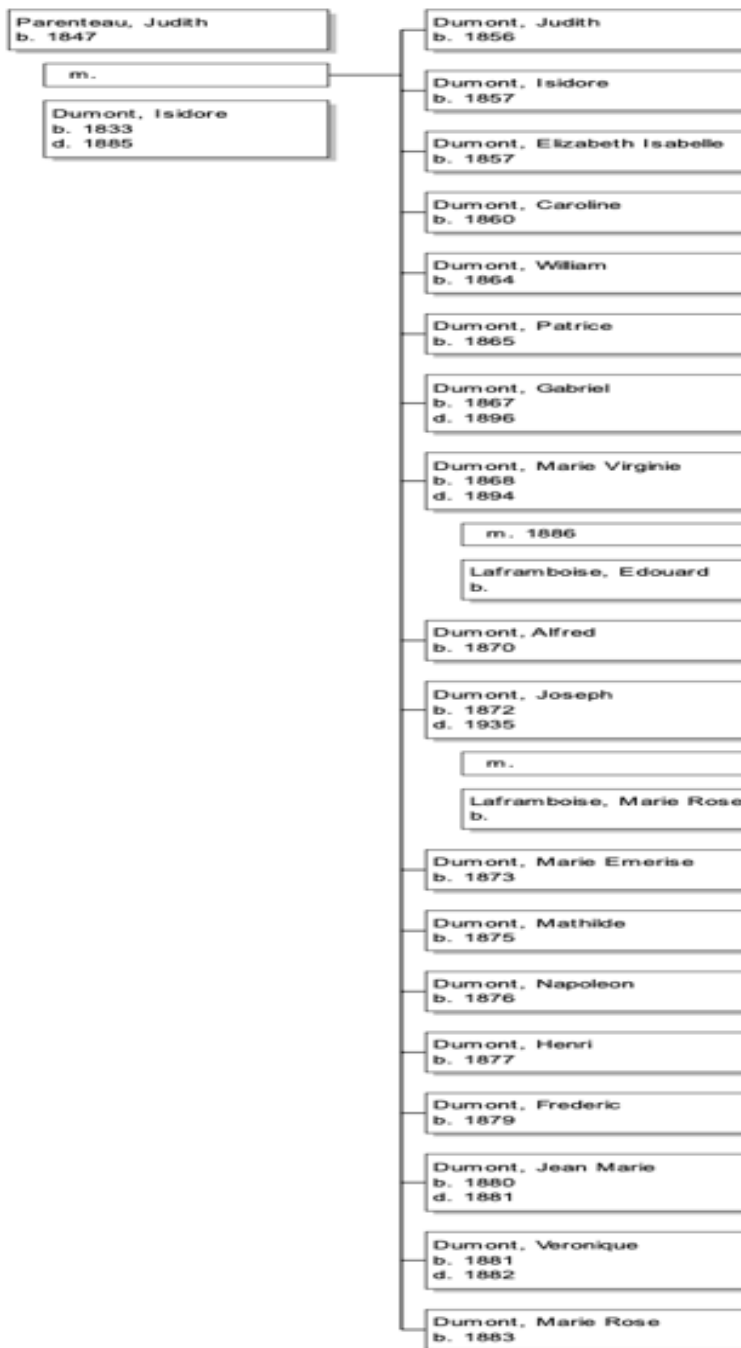 Parenteau, Judith
b. 1847
m.
Dumont, Isidore
b. 1833
d. 1885
Dumont, Judith
b. 1856
Dumont, Isidore
b. 1857
Dumont, Elizabeth Isabelle
b. 1857
Dumont, Caroline
b. 1860
Dumont, William
b. 1864
Dumont, Patrice
b. 1865
Dumont, Gabriel
b. 1867
d. 1896
Dumont, Marie Virginie
b. 1868
d. 1894
m. 1886
Laframboise, Edouard
b.
Dumont, Alfred
b. 1870
Dumont, Joseph
b. 1872
d. 1935
m.
Laframboise, Marie Rose
b.
Dumont, Marie Emerise
b. 1873
Dumont, Mathilde
b. 1875
Dumont, Napoleon
b. 1876
Dumont, Henri
b. 1877
Dumont, Frederic
b. 1879
Dumont, Jean Marie
b. 1880
d. 1881
Dumont, Veronique
b. 1881
d. 1882
Dumont, Marie Rose
b. 1883